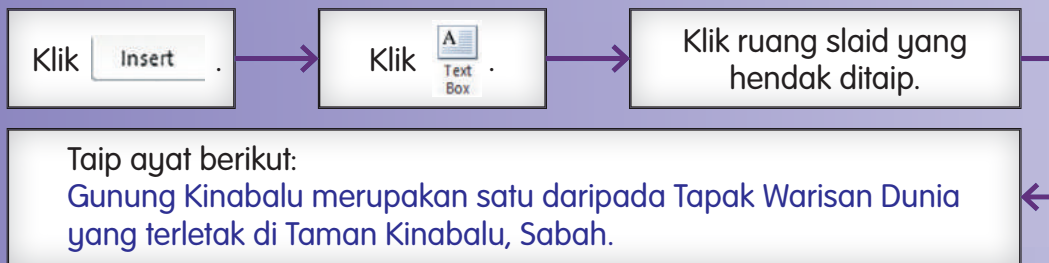 Klik Insert .
Klik A Text Box .
Klik ruang slaid yang
hendak ditaip.
Taip ayat berikut:
Gunung Kinabalu merupakan satu daripada Tapak Warisan Dunia
yang terletak di Taman Kinabalu, Sabah.